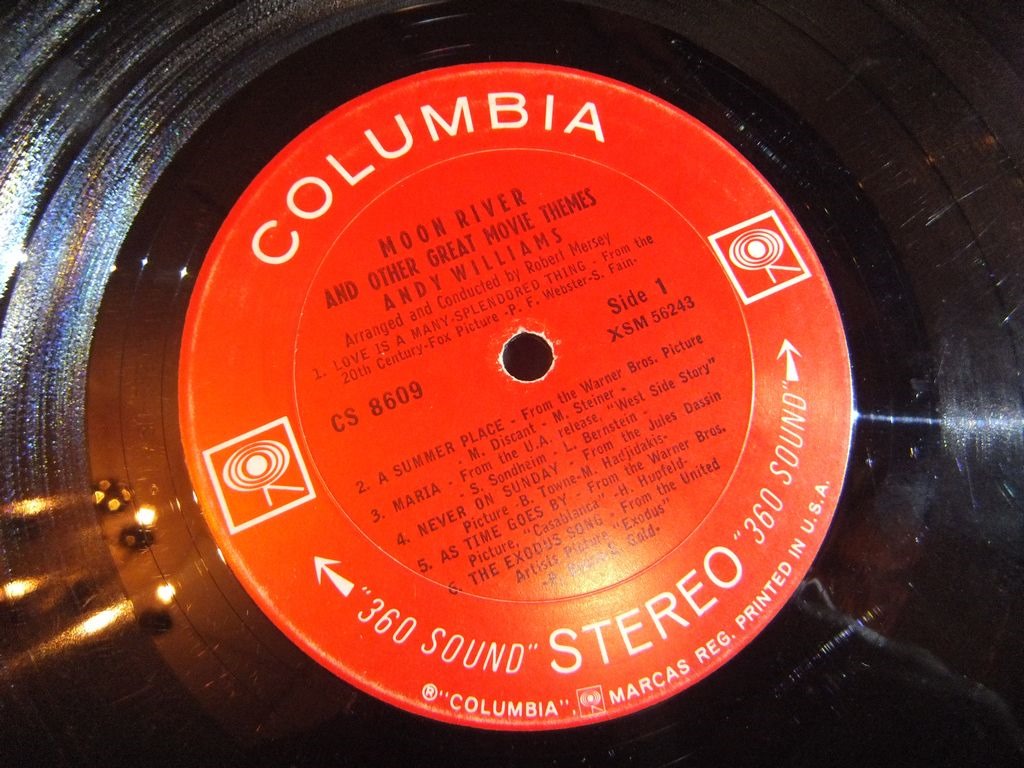 COLUMBIA
MOON RIVER
AND OTHER GREAT MOVIE THEMES
ANDY WILLIAMS
Arranged and Conducted by Robert Mersey
1. LOVE IS A MANY-SPLENDORED THING - From the
20th Century-Fox Picture -P. F. Webster-S. Fain-
Side 1
CS 8609
XSM 56243
2. A SUMMER PLACE - From the Warner Bros. Picture
- M. Discant - M. Steiner -
3. MARIA - From the U.A. release, "West Side Story"
- S. Sondheim - L. Bernstein -
4. NEVER ON SUNDAY - From the Jules Dassin
Picture -B. Towne-M. Hadjidakis-
5. AS TIME GOES BY - From the Warner Bros.
Picture, "Casablanca" -H. Hupfeld-
6. THE EXODUS SONG - From the United
Artists Picture, "Exodus"
Gold-
"360 SOUND" STEREO "360 SOUND"
® "COLUMBIA", MARCAS REG. PRINTED IN U.S.A.